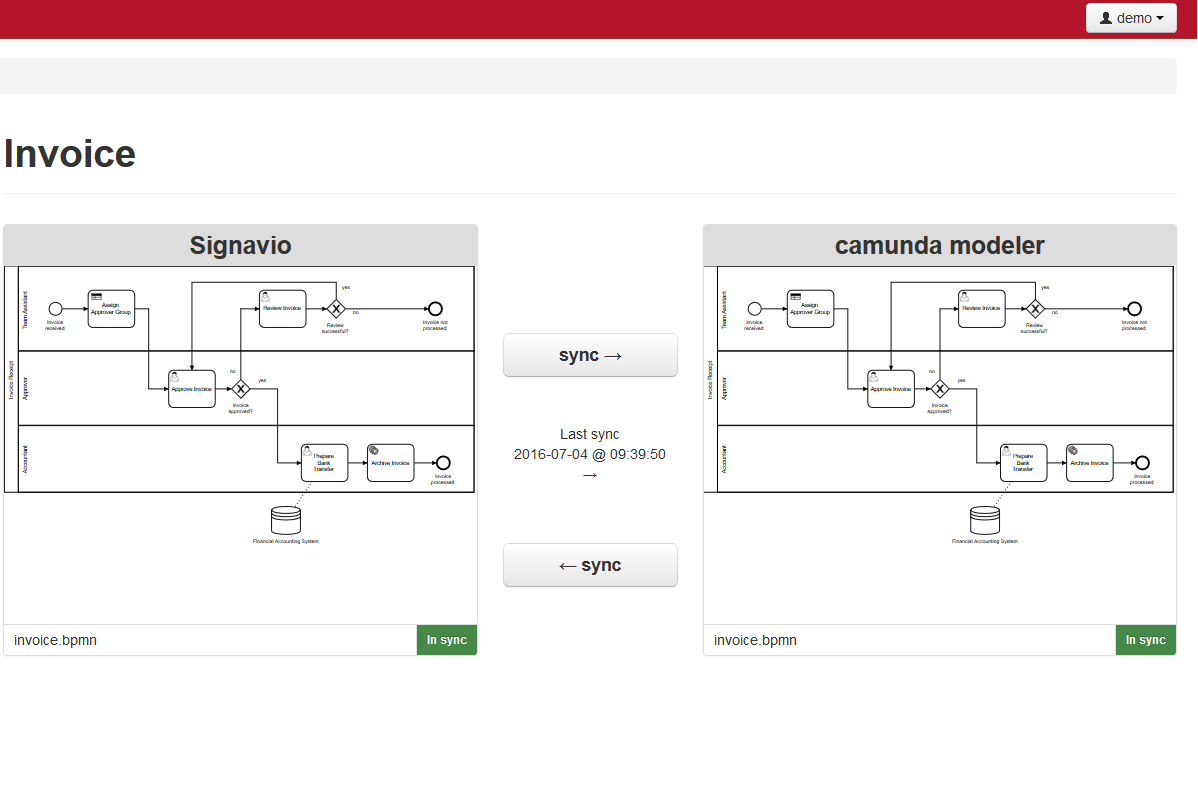 demo
Invoice
Signavio
Invoice Receipt
Team Assistant
Invoice
received
Assign
Approver Group
Review Invoice
yes
no
Review
successful?
Invoice not
processed
Approver
Approve Invoice
no
yes
Invoice
approved?
Accountant
Prepare
Bank
Transfer
Archive Invoice
Invoice
processed
Financial Accounting System
invoice.bpmn
In sync
sync →
Last sync
2016-07-04 @ 09:39:50
→
← sync
camunda modeler
Invoice Receipt
Team Assistant
Invoice
received
Assign
Approver Group
Review Invoice
yes
no
Review
successful?
Invoice not
processed
Approver
Approve Invoice
no
yes
Invoice
approved?
Accountant
Prepare
Bank
Transfer
Archive Invoice
Invoice
processed
Financial Accounting System
invoice.bpmn
In sync